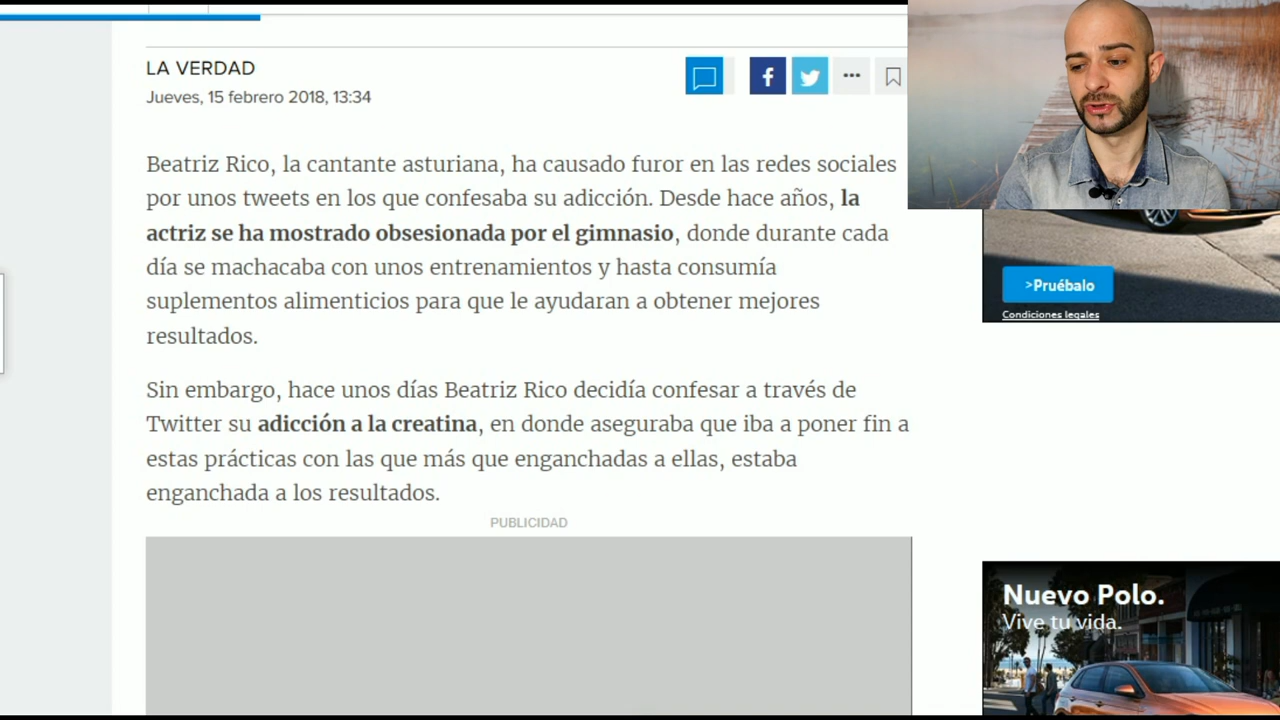 LA VERDAD
Jueves, 15 febrero 2018, 13:34
Beatriz Rico, la cantante asturiana, ha causado furor en las redes sociales
por unos tweets en los que confesaba su adicción. Desde hace años, la
actriz se ha mostrado obsesionada por el gimnasio, donde durante cada
día se machacaba con unos entrenamientos y hasta consumía
suplementos alimenticios para que le ayudaran a obtener mejores
resultados.
Sin embargo, hace unos días Beatriz Rico decidía confesar a través de
Twitter su adicción a la creatina, en donde aseguraba que iba a poner fin a
estas prácticas con las que más que enganchadas a ellas, estaba
enganchada a los resultados.
PUBLICIDAD
>Pruébalo
Condiciones legales
Nuevo Polo.
Vive tu vida.